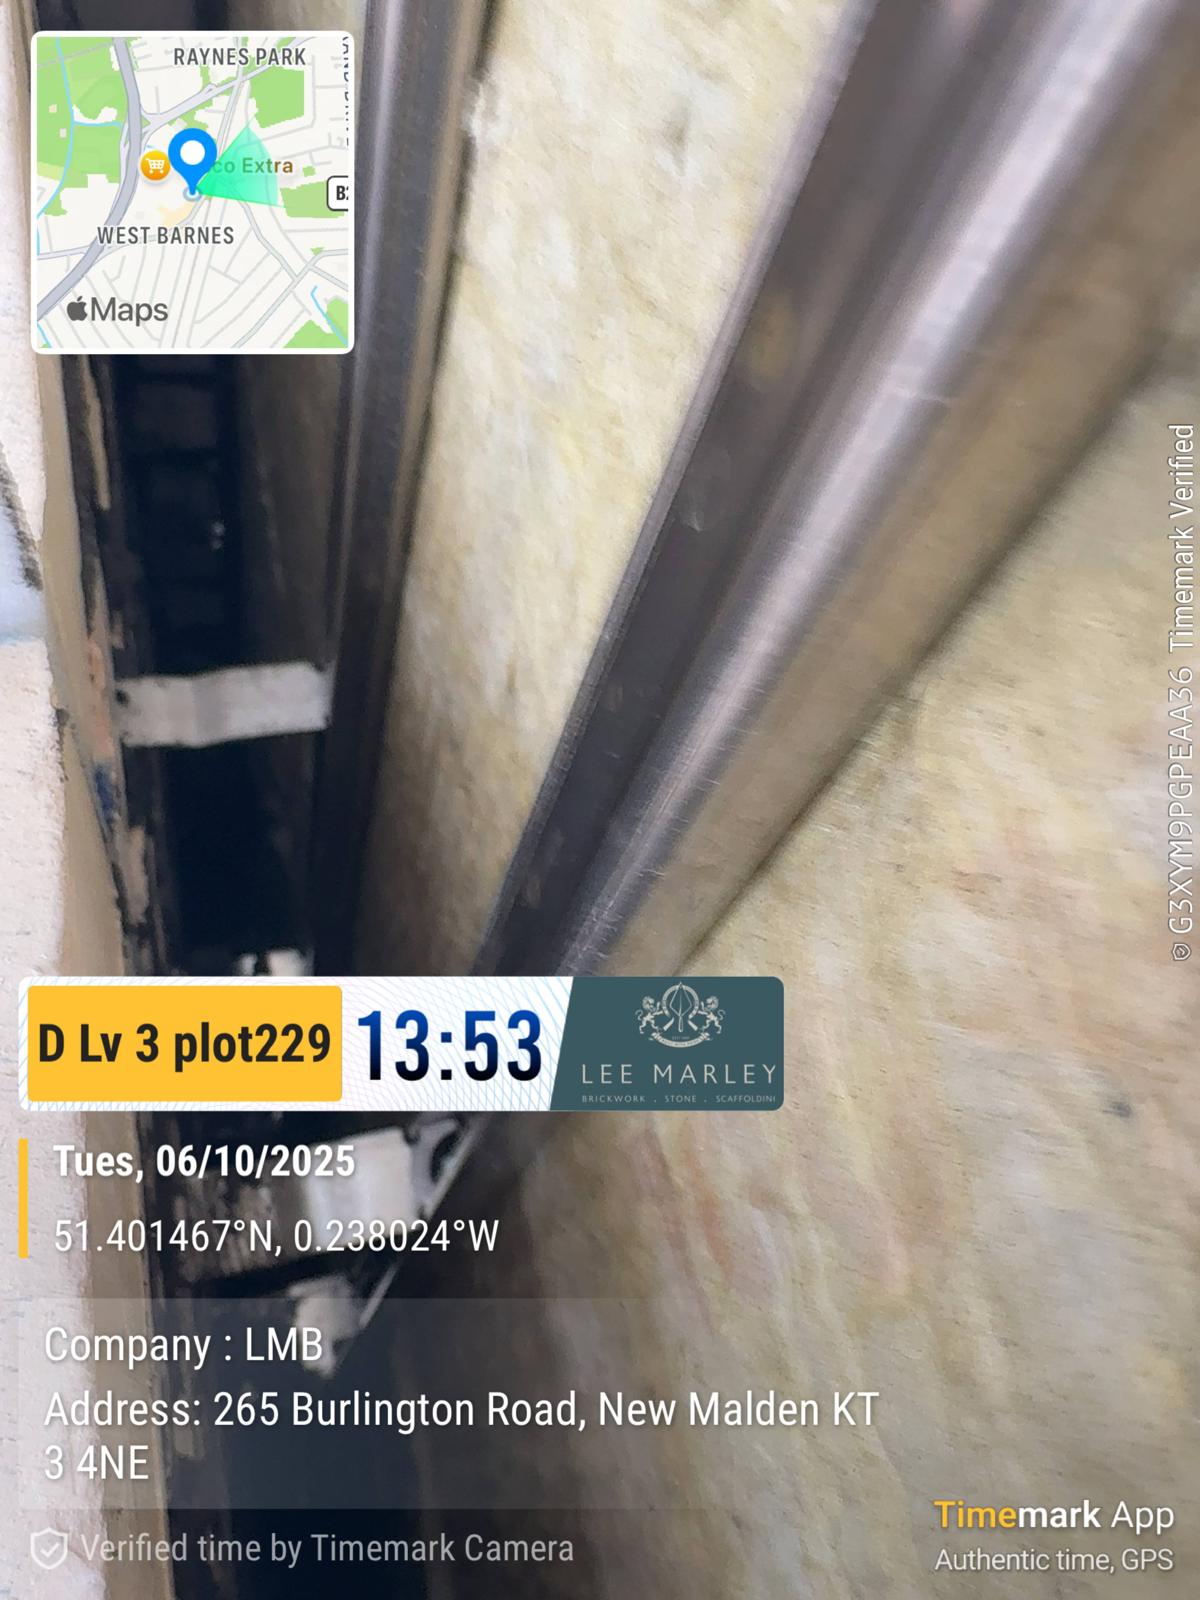 RAYNES PARK
co Extra
B2
WEST BARNES
Maps
D Lv 3 plot229
13:53
LEE MARLEY
BRICKWORK . STONE . SCAFFOLDIN
Tues, 06/10/2025
51.401467°N, 0.238024°W
Company : LMB
Address: 265 Burlington Road, New Malden KT
3 4NE
Verified time by Timemark Camera
Timemark App
Authentic time, GPS
G3XYM9PGPEAA36 Timemark Verified